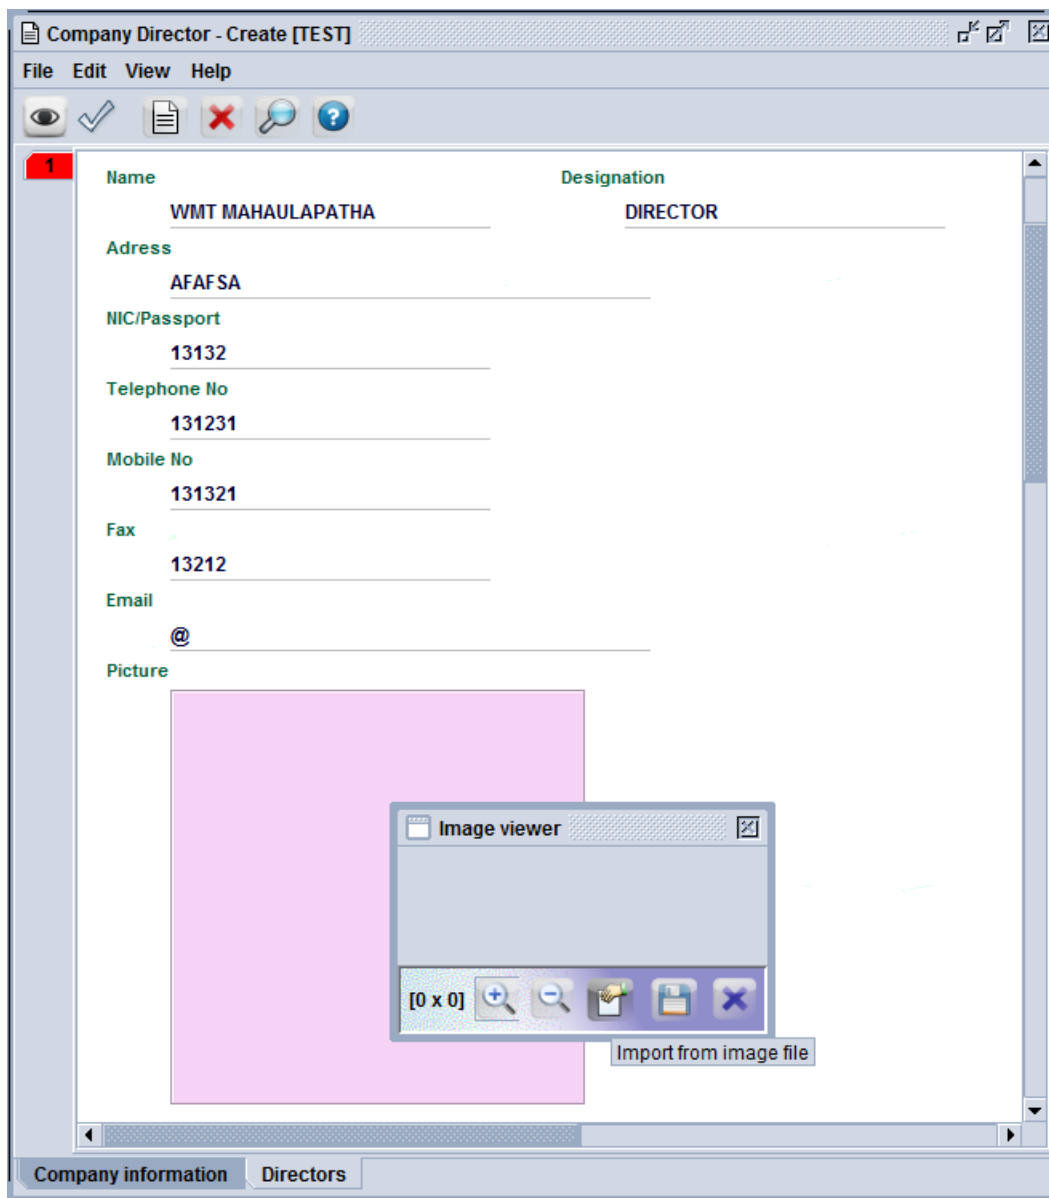 Company Director - Create [TEST]
File Edit View Help
1
Name Designation
WMT MAHAULAPATHA DIRECTOR
Adress
AFAFSA
NIC/Passport
13132
Telephone No
131231
Mobile No
131321
Fax
13212
Email
@
Picture
Image viewer
[0 x 0]
Import from image file
Company information Directors